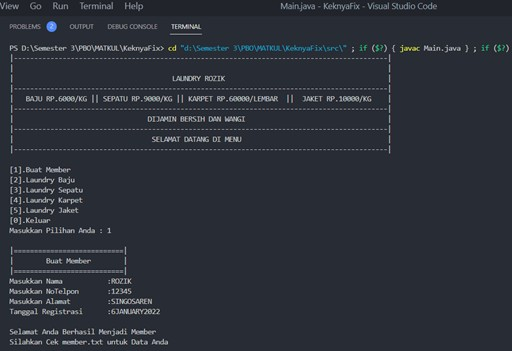 View Go Run Terminal Help Main.java - KeknyaFix - Visual Studio Code
PROBLEMS 2 OUTPUT DEBUG CONSOLE TERMINAL
PS D:\Semester 3\PBO\MATKUL\KeknyaFix> cd "d:\Semester 3\PBO\MATKUL\KeknyaFix\src\" ; if ($?) { javac Main.java } ; if ($?)
|-----------------------------------------------------------------------------------------|
LAUNDRY ROZIK
|-----------------------------------------------------------------------------------------|
| BAJU RP.6000/KG || SEPATU RP.9000/KG || KARPET RP.60000/LEMBAR || JAKET RP.10000/KG |
|-----------------------------------------------------------------------------------------|
| DIJAMIN BERSIH DAN WANGI |
|-----------------------------------------------------------------------------------------|
| SELAMAT DATANG DI MENU |
|-----------------------------------------------------------------------------------------|
[1].Buat Member
[2].Laundry Baju
[3].Laundry Sepatu
[4].Laundry Karpet
[5].Laundry Jaket
[0].Keluar
Masukkan Pilihan Anda : 1
|===========================|
| Buat Member |
|===========================|
Masukkan Nama :ROZIK
Masukkan NoTelpon :12345
Masukkan Alamat :SINGOSAREN
Tanggal Registrasi :6JANUARY2022
Selamat Anda Berhasil Menjadi Member
Silahkan Cek member.txt untuk Data Anda